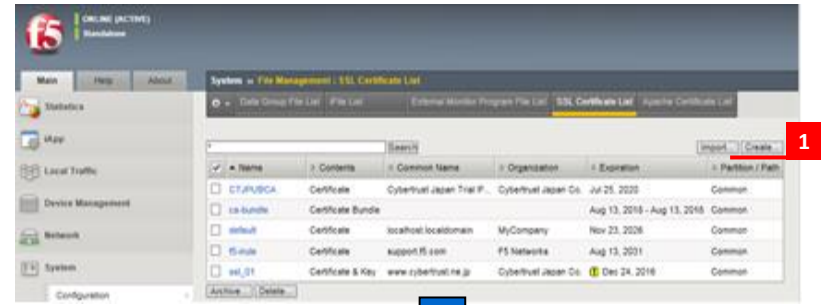 f5
ONLINE (ACTIVE)
Standalone
Main Help About
System » File Management : SSL Certificate List
Data Group File List iFile List External Monitor Program File List SSL Certificate List Apache Certificate List
Statistics
iApp
Local Traffic
Device Management
Network
System
Configuration
* Search Import... Create... 1
Name Contents Common Name Organization Expiration Partition / Path
CTJPUBCA Certificate Cybertrust Japan Trial P... Cybertrust Japan Co. Jul 25, 2020 Common
ca-bundle Certificate Bundle Aug 13, 2018 - Aug 13, 2018 Common
default Certificate localhost.localdomain MyCompany Nov 23, 2026 Common
f5-irule Certificate support.f5.com F5 Networks Aug 13, 2031 Common
ssl_01 Certificate & Key www.cybertrust.ne.jp Cybertrust Japan Co. Dec 24, 2016 Common
Archive... Delete...